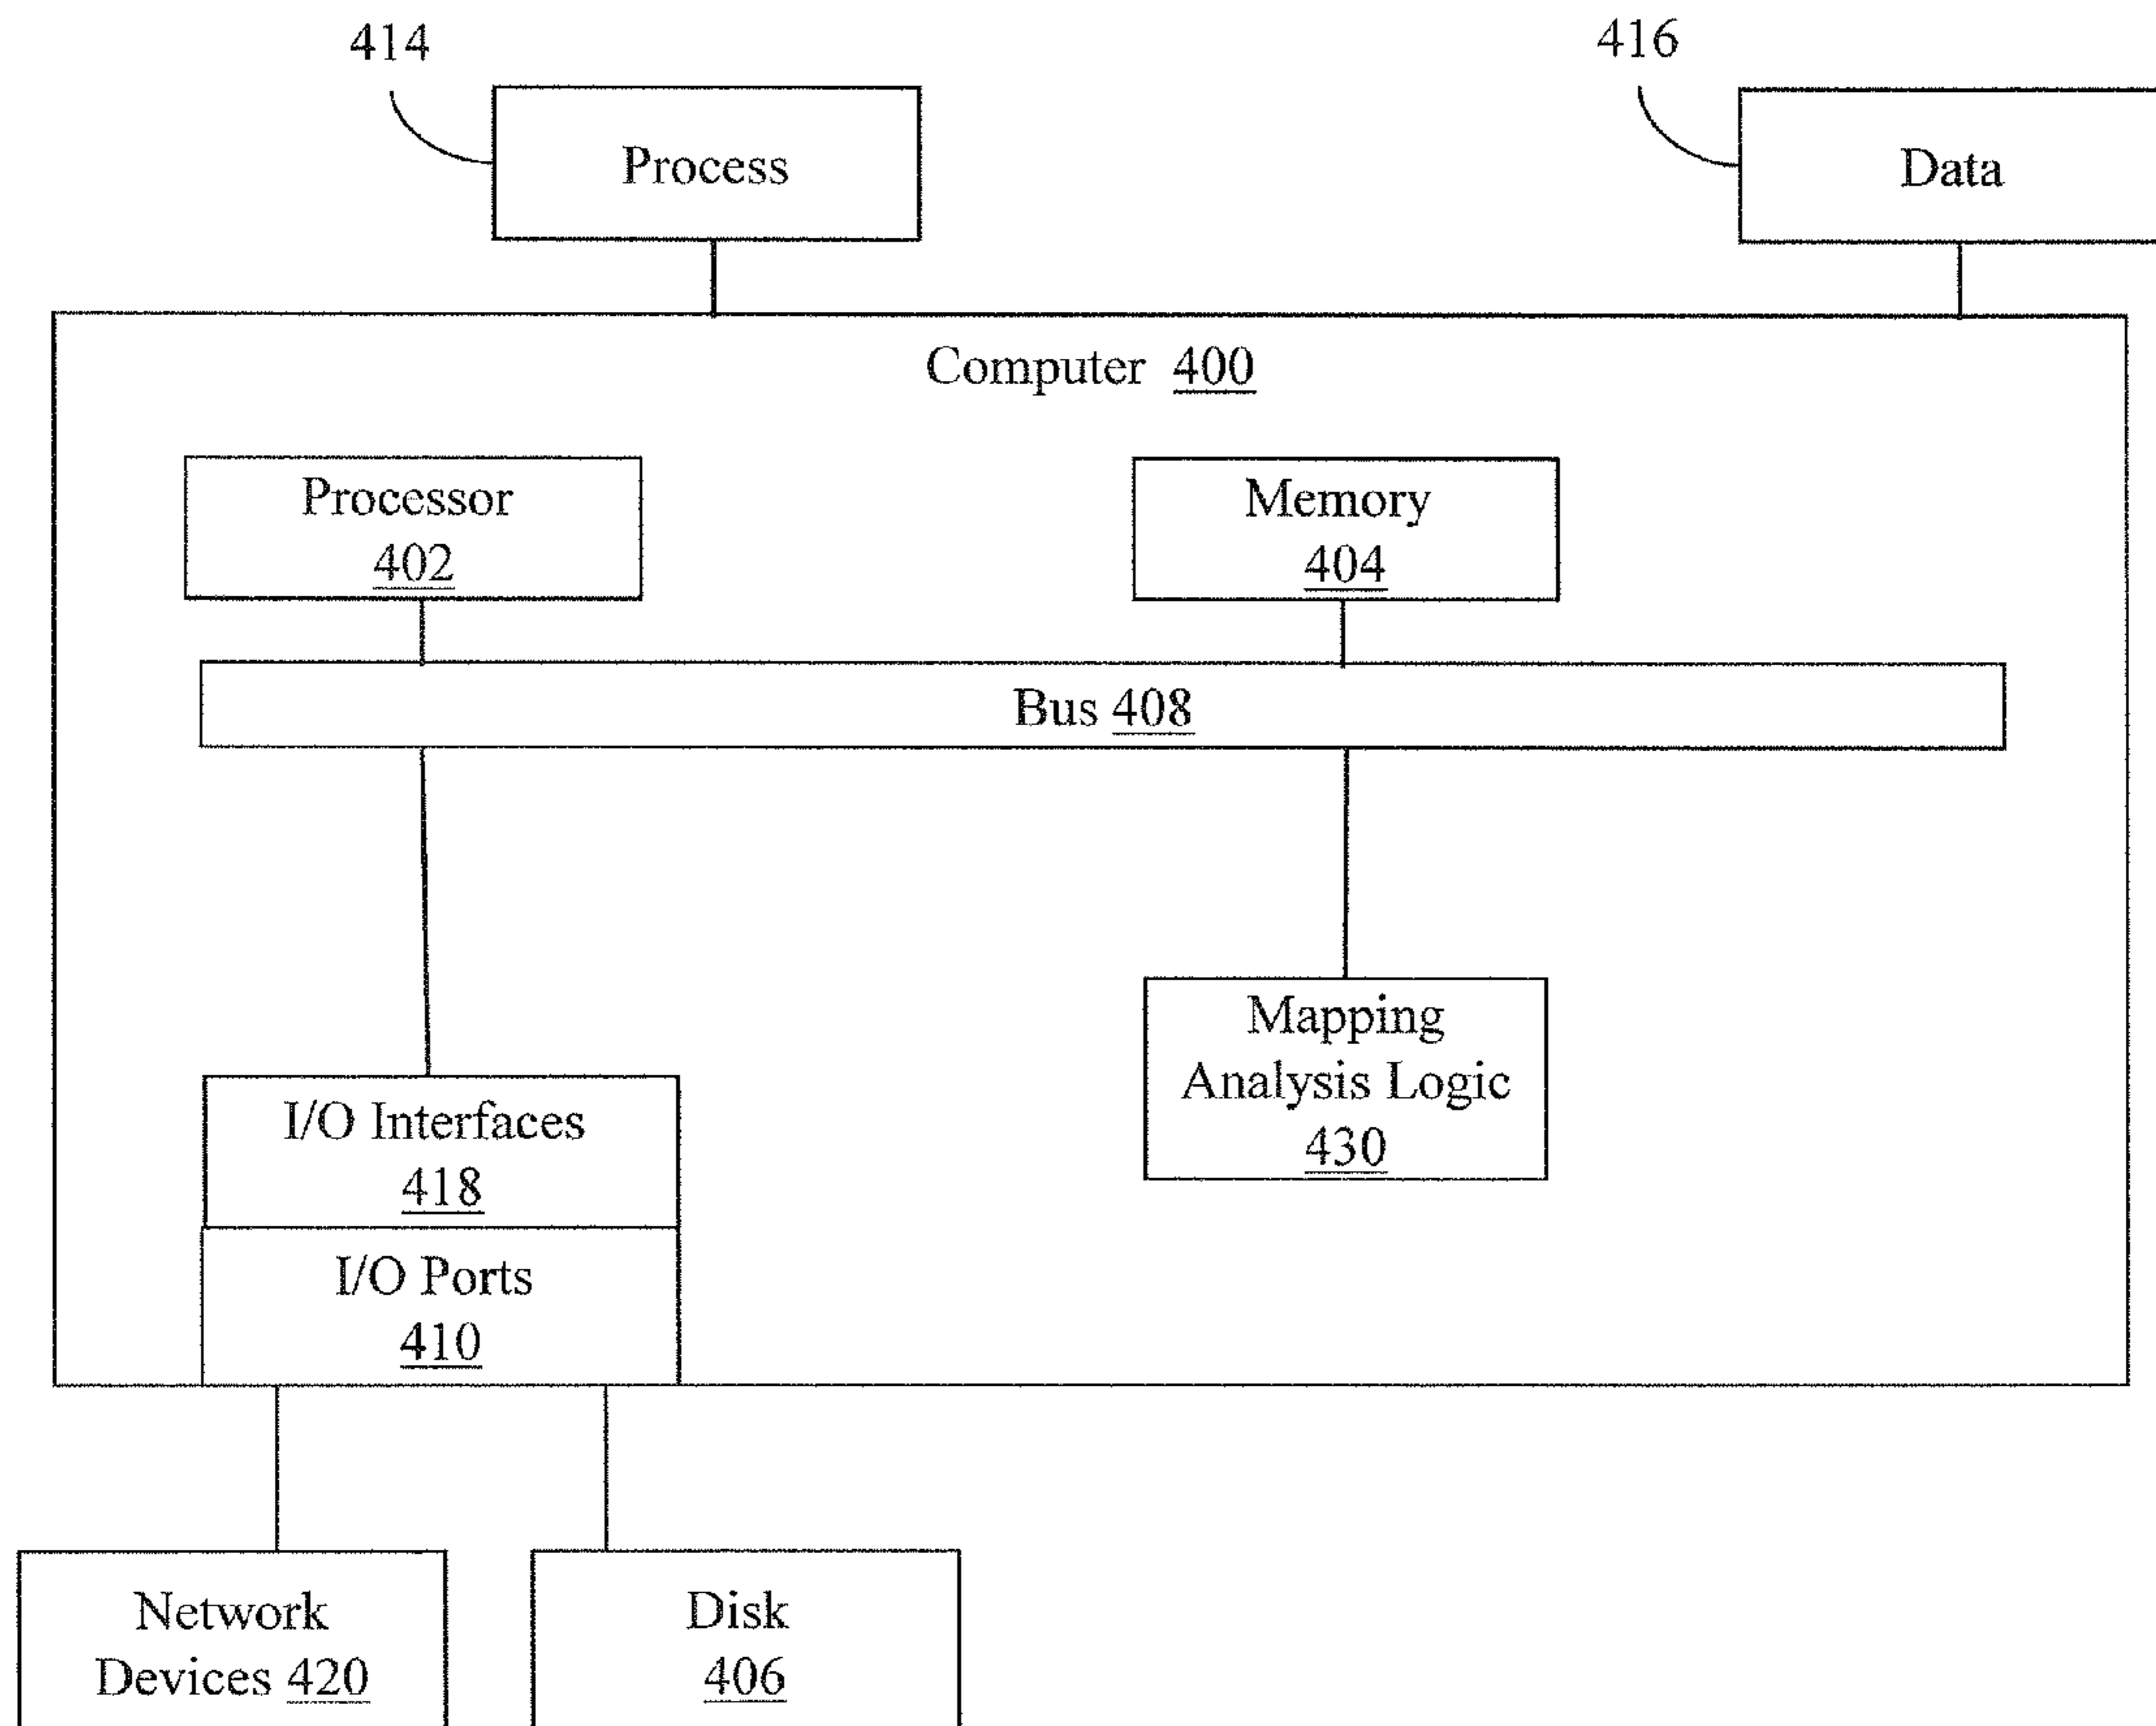 414
416
Process
Data
Computer 400
Processor
402
Memory
404
Bus 408
Mapping
Analysis Logic
430
I/O Interfaces
418
I/O Ports
410
Network
Devices 420
Disk
406